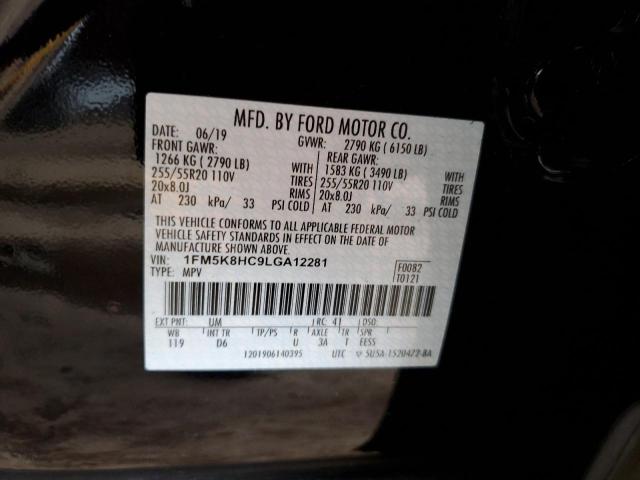 MFD. BY FORD MOTOR CO.
DATE: 06/19 GVWR: 2790 KG ( 6150 LB)
FRONT GAWR: REAR GAWR:
1266 KG ( 2790 LB) 1583 KG ( 3490 LB)
255/55R20 110V WITH TIRES 255/55R20 110V WITH TIRES
20x8.0J RIMS 20x8.0J RIMS
AT 230 kPa/ 33 PSI COLD AT 230 kPa/ 33 PSI COLD
THIS VEHICLE CONFORMS TO ALL APPLICABLE FEDERAL MOTOR
VEHICLE SAFETY STANDARDS IN EFFECT ON THE DATE OF
MANUFACTURE SHOWN ABOVE.
VIN: 1FM5K8HC9LGA12281
TYPE: MPV
F0082
T0121
EXT PNT: UM RC: 41 DSO:
WB INT TR TP/PS R AXLE TR SPR
119 D6 U 3A T EESS
1201906140395 UTC 5U5A-1520472-BA